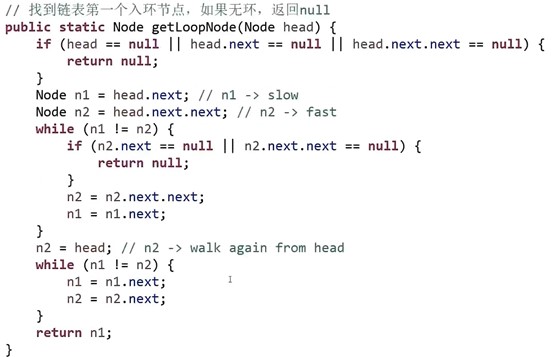 // 找到链表第一个入环节点，如果无环，返回null
public static Node getLoopNode(Node head) {
    if (head == null || head.next == null || head.next.next == null) {
        return null;
    }
    Node n1 = head.next; // n1 -> slow
    Node n2 = head.next.next; // n2 -> fast
    while (n1 != n2) {
        if (n2.next == null || n2.next.next == null) {
            return null;
        }
        n2 = n2.next.next;
        n1 = n1.next;
    }
    n2 = head; // n2 -> walk again from head
    while (n1 != n2) {
        n1 = n1.next;
        n2 = n2.next;
    }
    return n1;
}